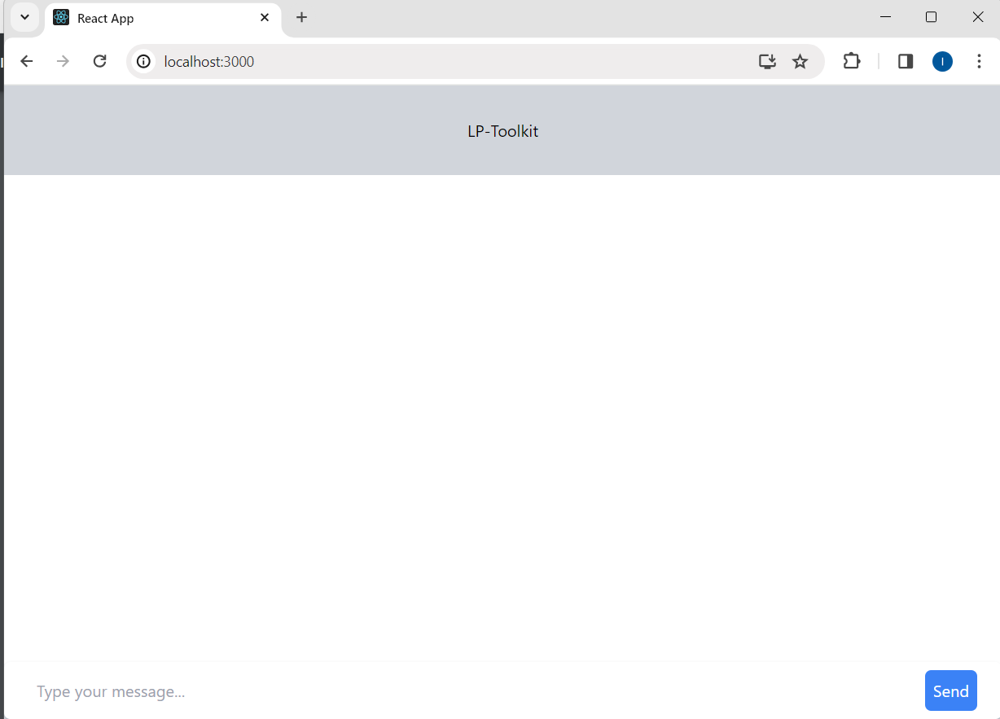 React App
localhost:3000
I
LP-Toolkit
Type your message...
Send